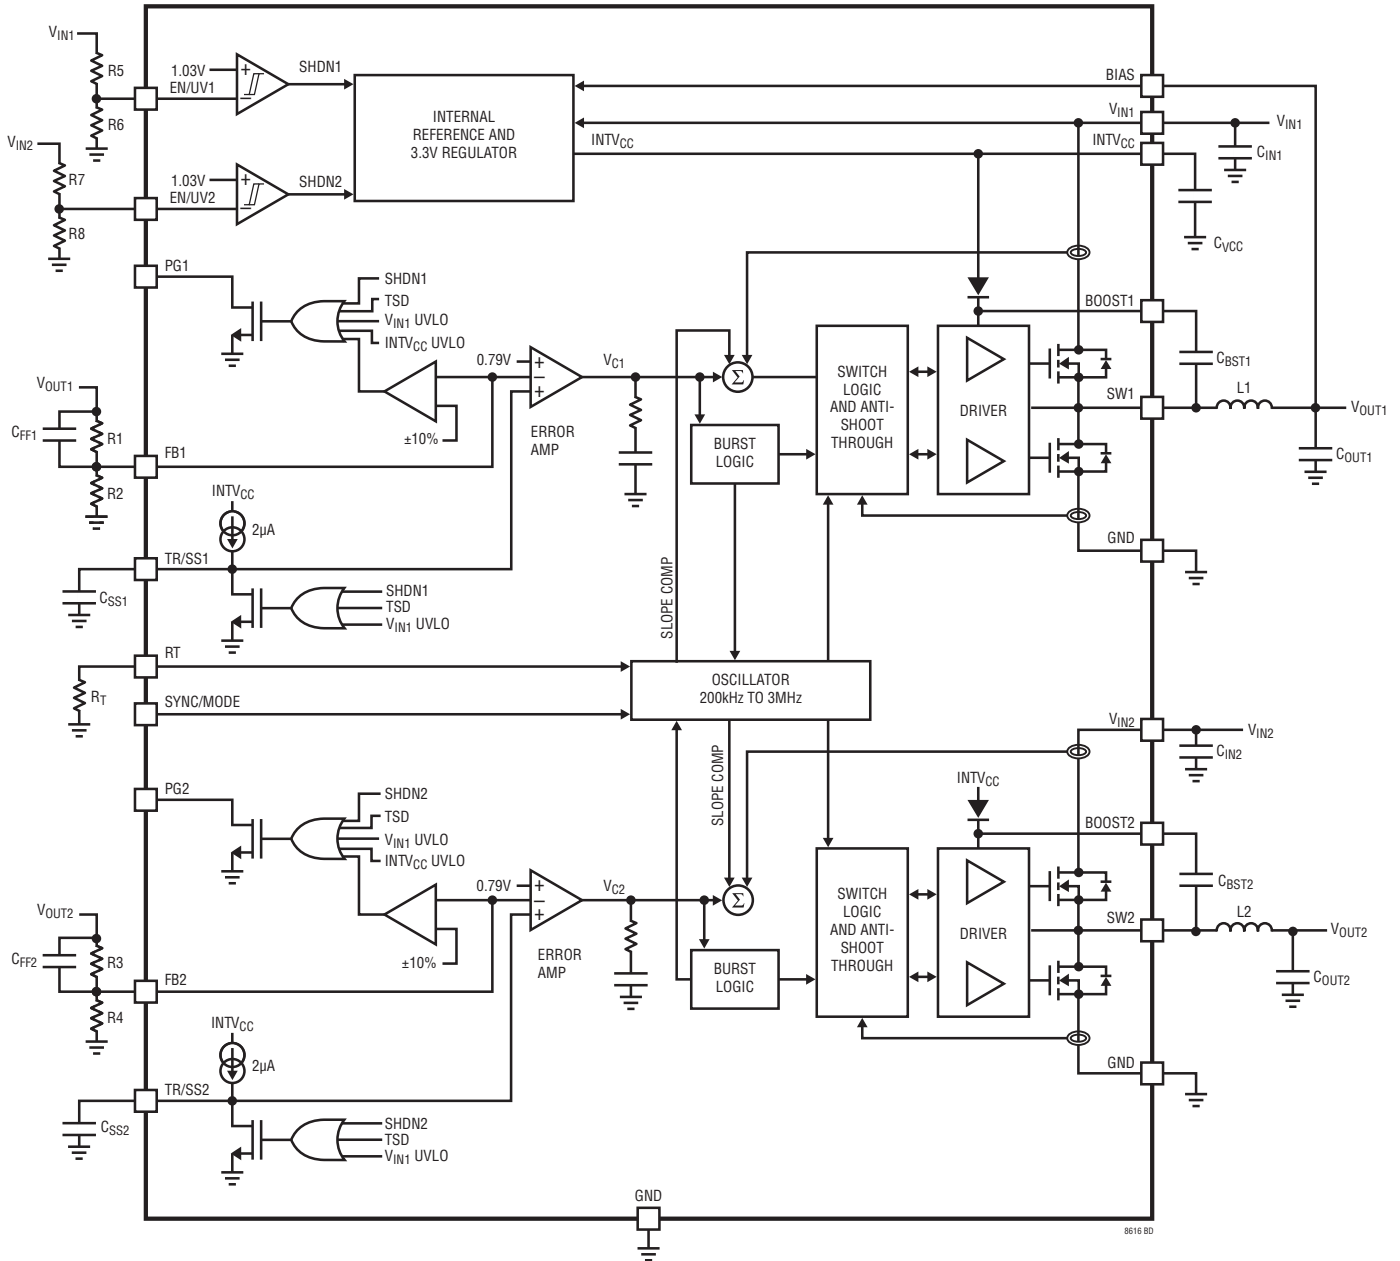 VIN1
R5
R6
1.03V
EN/UV1
SHDN1
INTERNAL
REFERENCE AND
3.3V REGULATOR
BIAS
VIN1
INTVCC
INTVCC
VIN1
CIN1
CVCC
VIN2
R7
R8
1.03V
EN/UV2
SHDN2
PG1
SHDN1
TSD
VIN1 UVLO
INTVCC UVLO
0.79V
+
−
+
VC1
Σ
±10%
ERROR
AMP
BURST
LOGIC
SWITCH
LOGIC
AND ANTI-
SHOOT
THROUGH
DRIVER
BOOST1
CBST1
SW1
L1
VOUT1
COUT1
GND
VOUT1
CFF1
R1
R2
FB1
INTVCC
2µA
TR/SS1
CSS1
SHDN1
TSD
VIN1 UVLO
SLOPE COMP
RT
RT
SYNC/MODE
OSCILLATOR
200kHz TO 3MHz
SLOPE COMP
VIN2
VIN2
CIN2
PG2
SHDN2
TSD
VIN1 UVLO
INTVCC UVLO
0.79V
+
−
+
VC2
Σ
±10%
ERROR
AMP
BURST
LOGIC
SWITCH
LOGIC
AND ANTI-
SHOOT
THROUGH
DRIVER
INTVCC
BOOST2
CBST2
SW2
L2
VOUT2
COUT2
GND
VOUT2
CFF2
R3
R4
FB2
INTVCC
2µA
TR/SS2
CSS2
SHDN2
TSD
VIN1 UVLO
GND
8616 BD